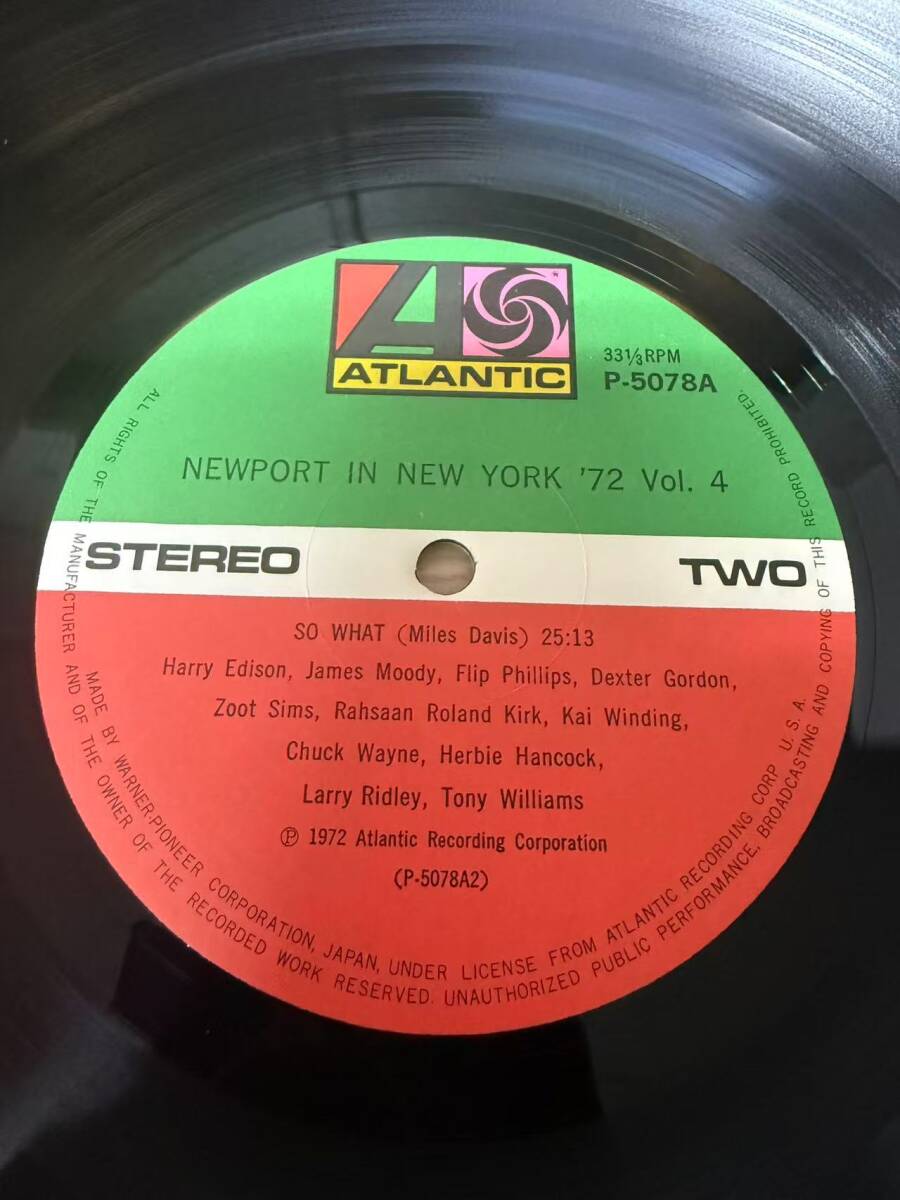 A
ATLANTIC
33 1/3 RPM
P-5078A
NEWPORT IN NEW YORK '72 Vol. 4
STEREO
TWO
SO WHAT (Miles Davis) 25:13
Harry Edison, James Moody, Flip Phillips, Dexter Gordon,
Zoot Sims, Rahsaan Roland Kirk, Kai Winding,
Chuck Wayne, Herbie Hancock,
Larry Ridley, Tony Williams
℗ 1972 Atlantic Recording Corporation
(P-5078A2)
MADE BY WARNER-PIONEER CORPORATION, JAPAN, UNDER LICENSE FROM ATLANTIC RECORDING CORP. U. S. A.
ALL RIGHTS OF THE MANUFACTURER AND OF THE OWNER OF THE RECORDED WORK RESERVED. UNAUTHORIZED PUBLIC PERFORMANCE, BROADCASTING AND COPYING OF THIS RECORD PROHIBITED.